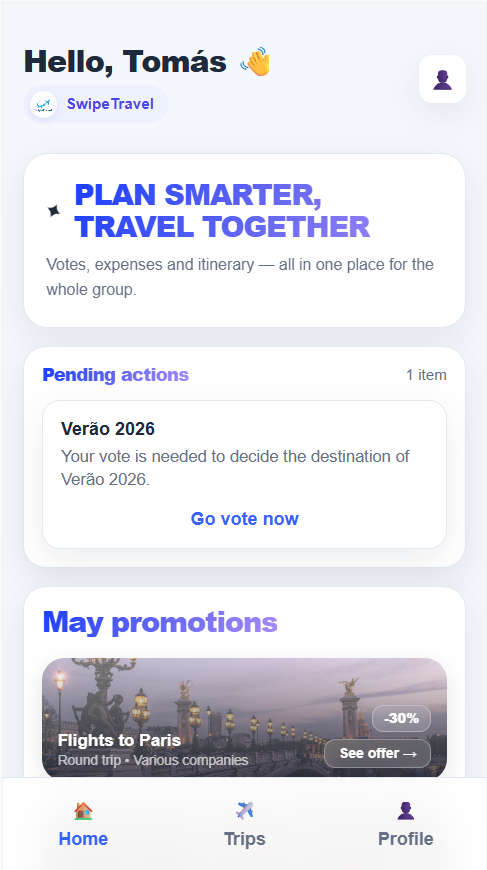 Hello, Tomás 👋
SwipeTravel
PLAN SMARTER,
TRAVEL TOGETHER
Votes, expenses and itinerary — all in one place for the
whole group.
Pending actions
1 item
Verão 2026
Your vote is needed to decide the destination of
Verão 2026.
Go vote now
May promotions
-30%
Flights to Paris
Round trip • Various companies
See offer →
Home
Trips
Profile